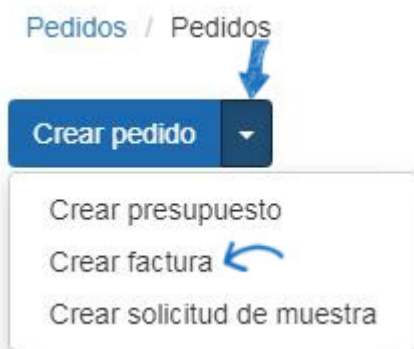 Pedidos / Pedidos
Crear pedido
Crear presupuesto
Crear factura
Crear solicitud de muestra